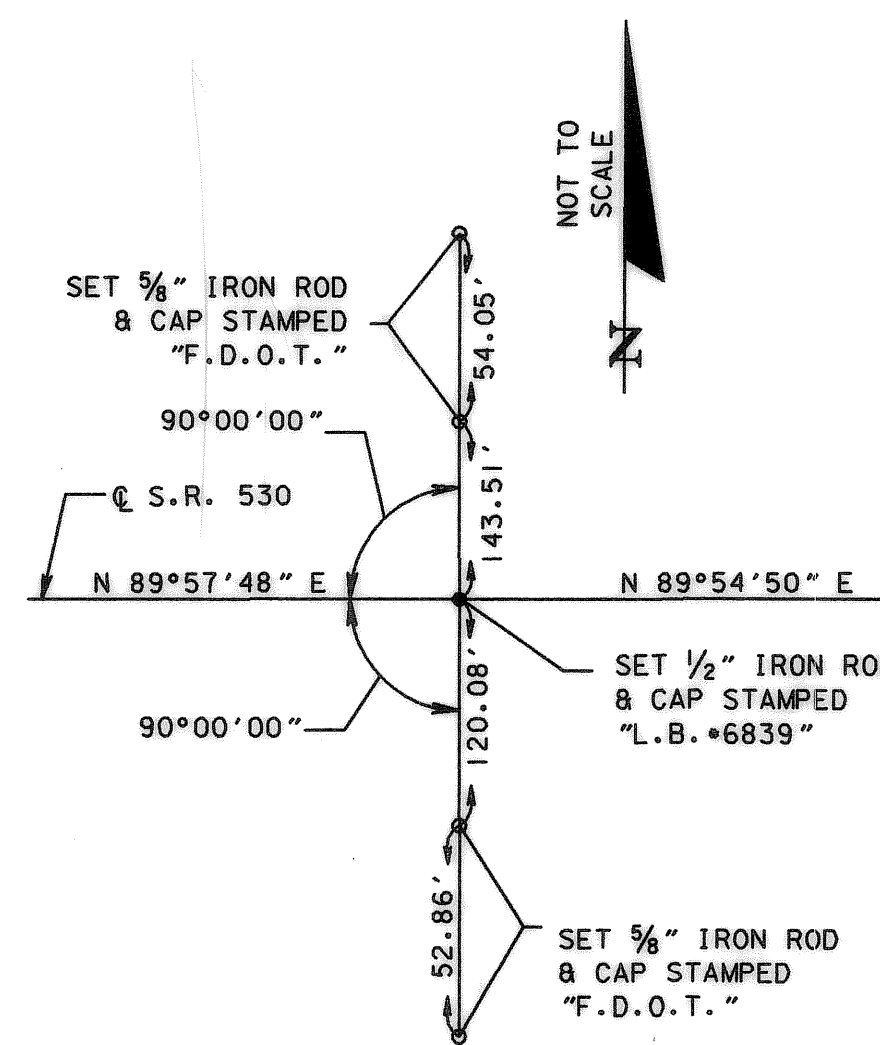 NOT TO
SCALE
N
SET 5/8" IRON ROD
& CAP STAMPED
"F.D.O.T."
54.05'
90°00'00"
143.51'
℄ S.R. 530
N 89°57'48" E
N 89°54'50" E
SET 1/2" IRON RO
& CAP STAMPED
"L.B. #6839"
120.08'
90°00'00"
52.86'
SET 5/8" IRON ROD
& CAP STAMPED
"F.D.O.T."